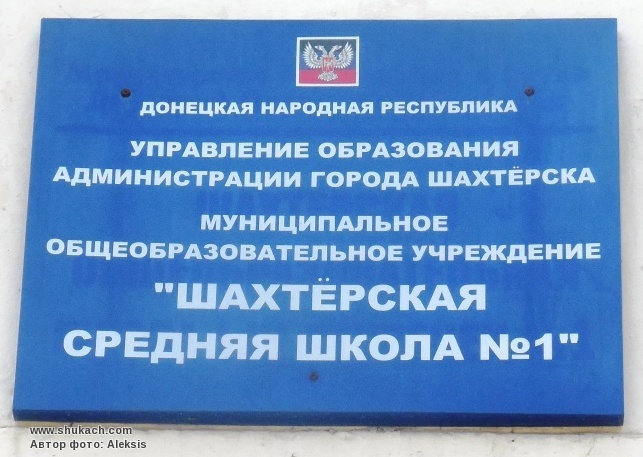 ДОНЕЦКАЯ НАРОДНАЯ РЕСПУБЛИКА
УПРАВЛЕНИЕ ОБРАЗОВАНИЯ
АДМИНИСТРАЦИИ ГОРОДА ШАХТЁРСКА
МУНИЦИПАЛЬНОЕ
ОБЩЕОБРАЗОВАТЕЛЬНОЕ УЧРЕЖДЕНИЕ
"ШАХТЁРСКАЯ
СРЕДНЯЯ ШКОЛА №1"
www.shukach.com
Автор фото: Aleksis